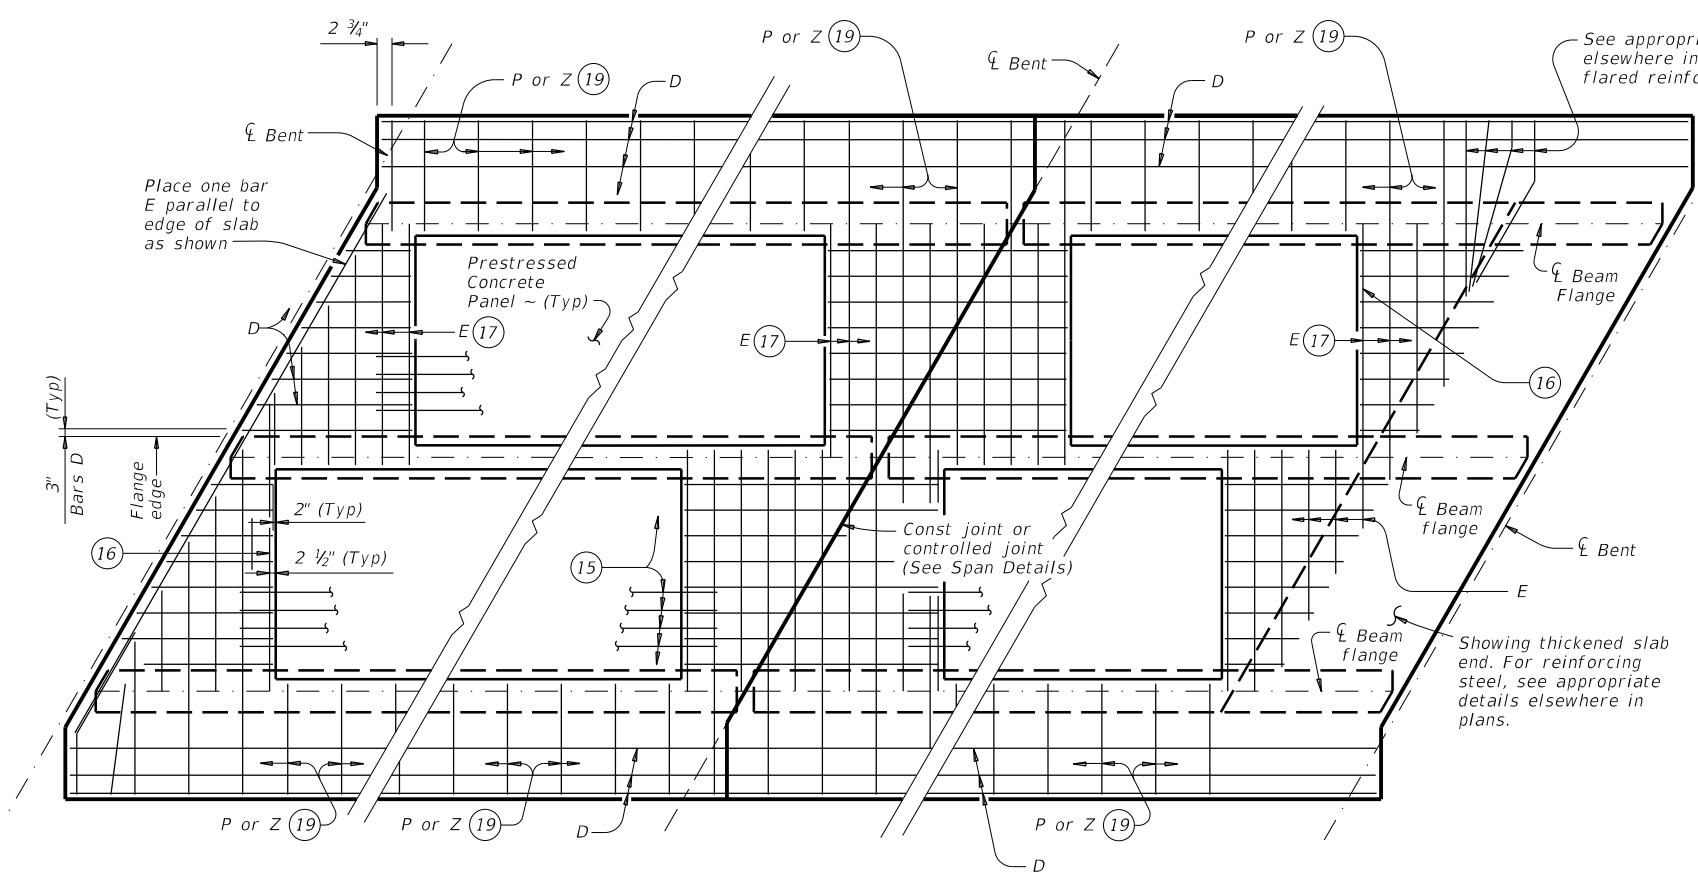 2 ¾"
P or Z 19
P or Z 19
D
℄ Bent
P or Z 19
D
See appropri
elsewhere in
flared reinfo
℄ Bent
Place one bar
E parallel to
edge of slab
as shown
Prestressed
Concrete
Panel ~ (Typ)
℄ Beam
Flange
D
E 17
E 17
E 17
16
3" (Typ)
Bars D
Flange
edge
2" (Typ)
2 ½" (Typ)
16
15
Const joint or
controlled joint
(See Span Details)
℄ Beam
flange
℄ Bent
E
℄ Beam
flange
Showing thickened slab
end. For reinforcing
steel, see appropriate
details elsewhere in
plans.
P or Z 19
P or Z 19
D
P or Z 19
D